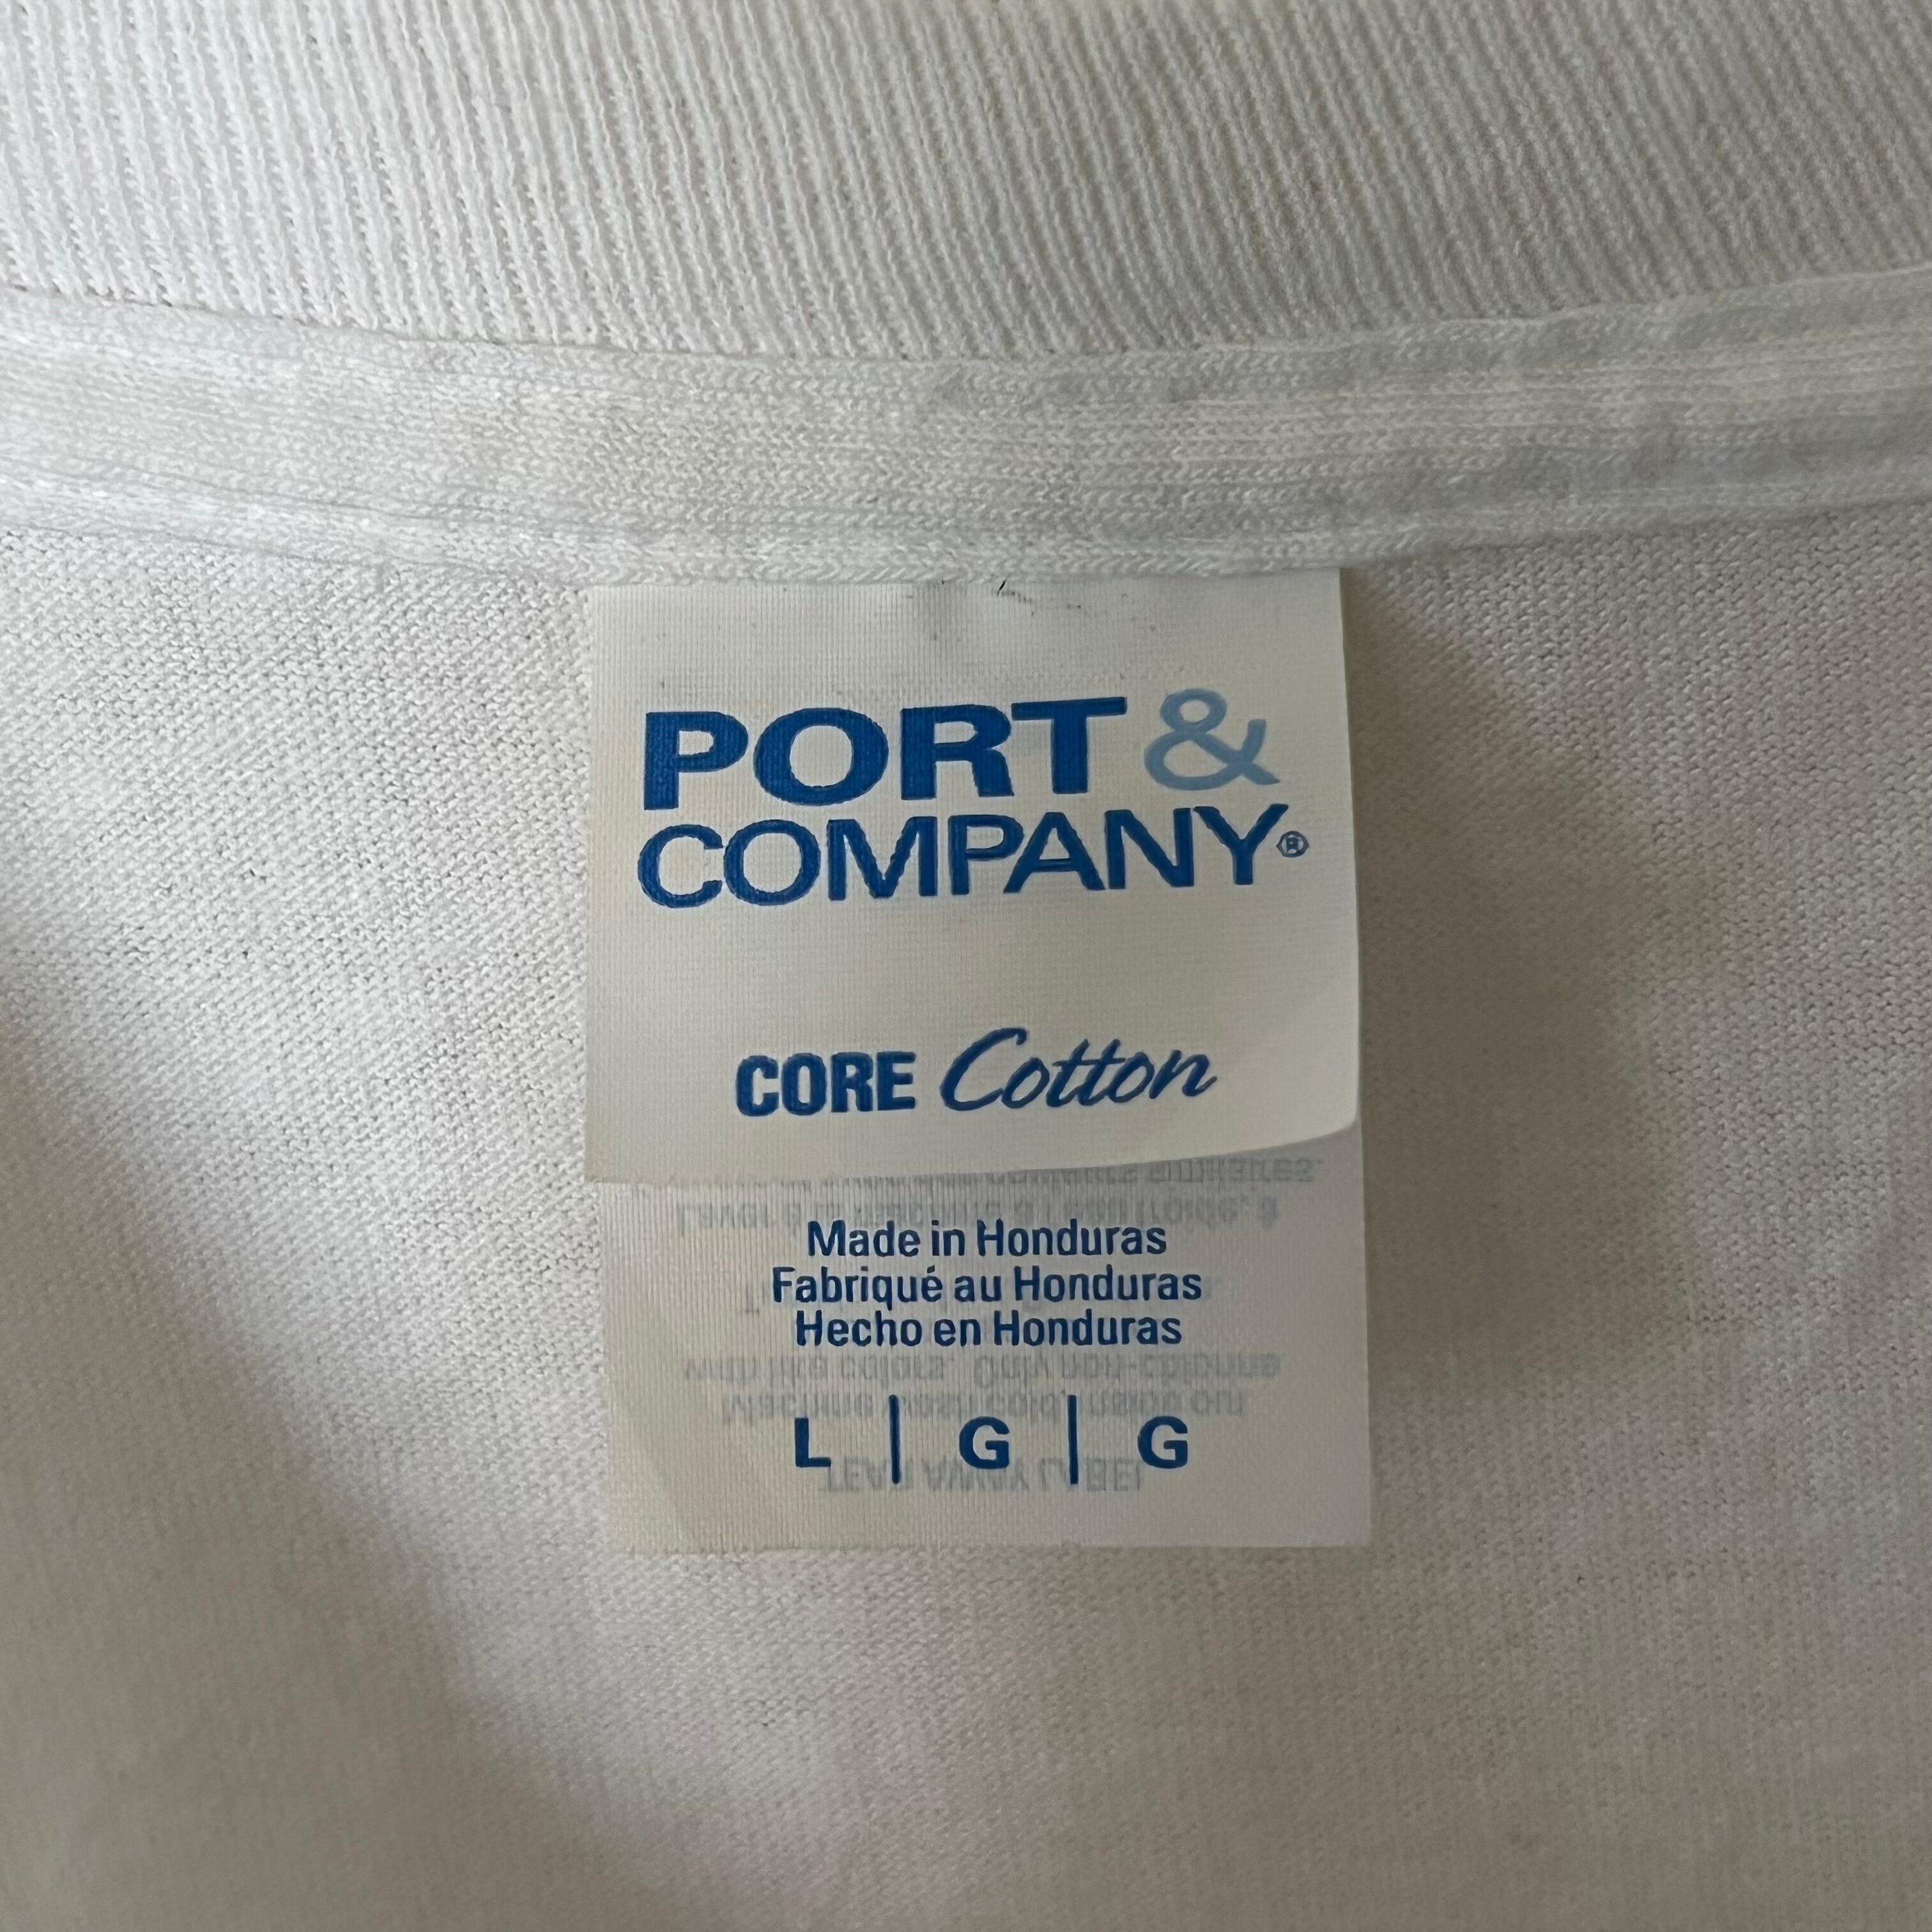 PORT &
COMPANY®
CORE Cotton
Made in Honduras
Fabriqué au Honduras
Hecho en Honduras
L | G | G